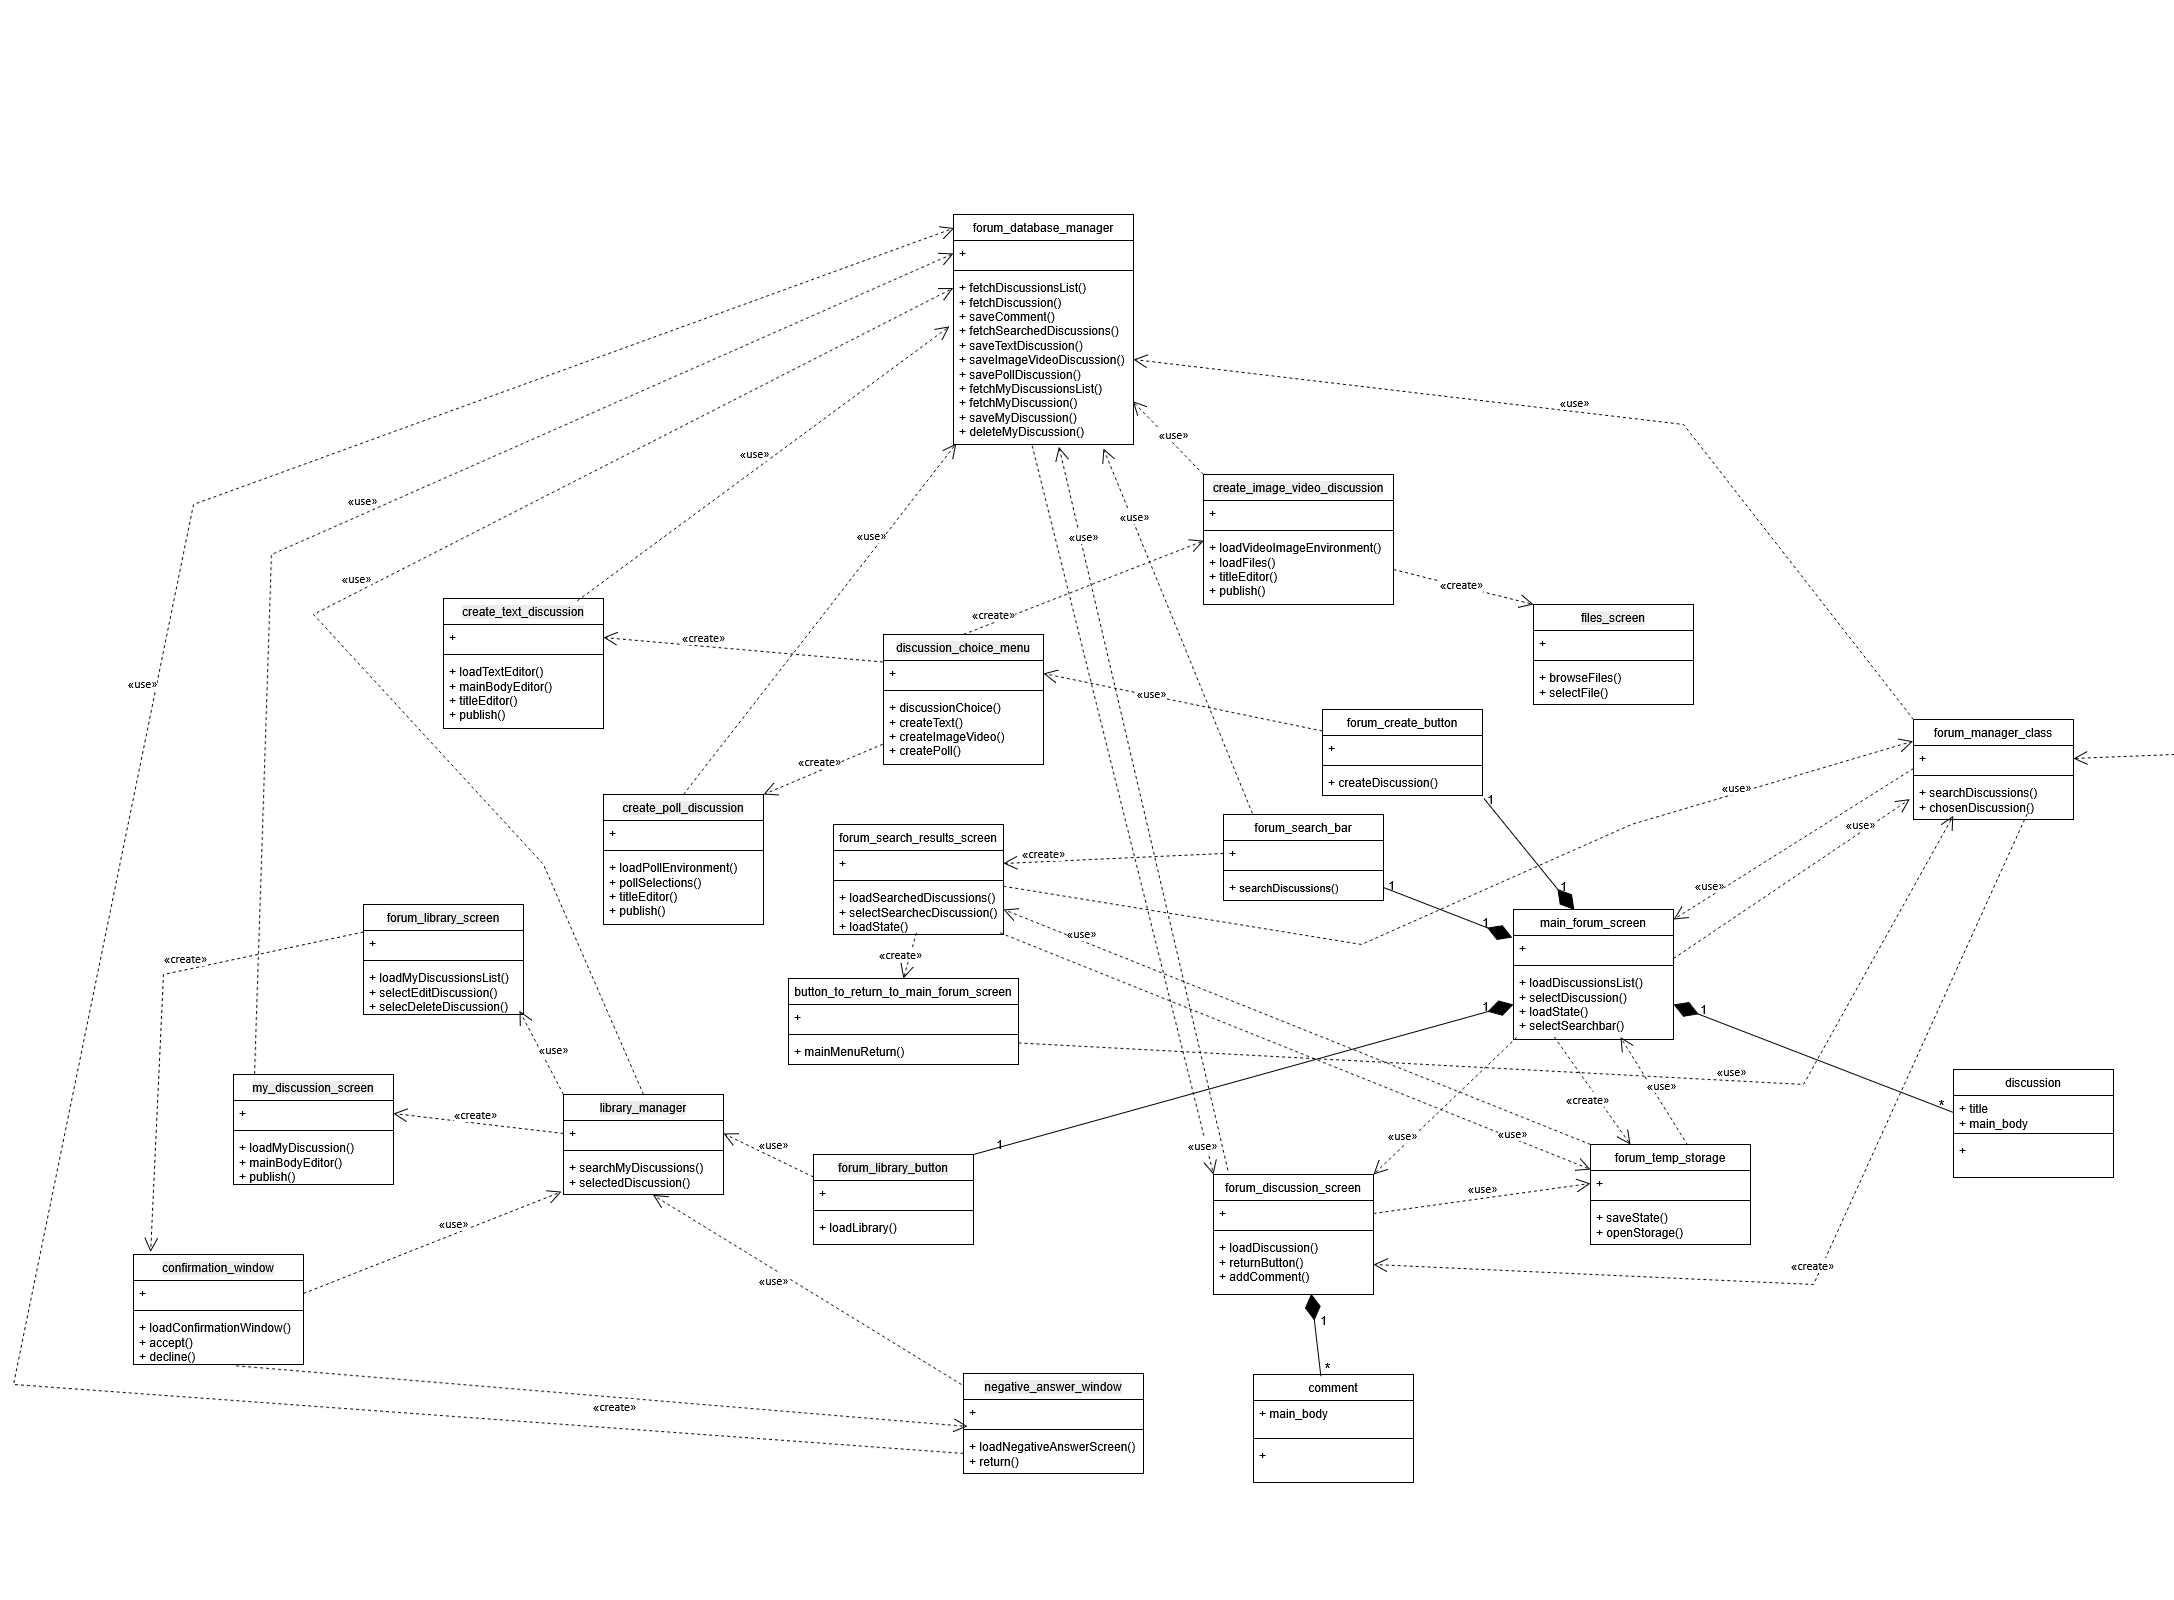 forum_database_manager
+
+ fetchDiscussionsList()
+ fetchDiscussion()
+ saveComment()
+ fetchSearchedDiscussions()
+ saveTextDiscussion()
+ saveImageVideoDiscussion()
+ savePollDiscussion()
+ fetchMyDiscussionsList()
+ fetchMyDiscussion()
+ saveMyDiscussion()
+ deleteMyDiscussion()
«use»
«use»
«use»
«use»
«use»
«use»
«use»
«use»
«use»
create_image_video_discussion
+
+ loadVideoImageEnvironment()
+ loadFiles()
+ titleEditor()
+ publish()
«create»
files_screen
+
+ browseFiles()
+ selectFile()
create_text_discussion
+
+ loadTextEditor()
+ mainBodyEditor()
+ titleEditor()
+ publish()
«create»
«create»
discussion_choice_menu
+
+ discussionChoice()
+ createText()
+ createImageVideo()
+ createPoll()
«use»
«create»
forum_create_button
+
+ createDiscussion()
1
1
forum_manager_class
+
+ searchDiscussions()
+ chosenDiscussion()
«use»
«use»
«use»
«use»
create_poll_discussion
+
+ loadPollEnvironment()
+ pollSelections()
+ titleEditor()
+ publish()
forum_search_results_screen
+
+ loadSearchedDiscussions()
+ selectSearchecDiscussion()
+ loadState()
«create»
forum_search_bar
+
+ searchDiscussions()
1
1
«create»
«use»
main_forum_screen
+
+ loadDiscussionsList()
+ selectDiscussion()
+ loadState()
+ selectSearchbar()
1
1
forum_library_screen
+
+ loadMyDiscussionsList()
+ selectEditDiscussion()
+ selecDeleteDiscussion()
«create»
«use»
button_to_return_to_main_forum_screen
+
+ mainMenuReturn()
«use»
my_discussion_screen
+
+ loadMyDiscussion()
+ mainBodyEditor()
+ publish()
«create»
library_manager
+
+ searchMyDiscussions()
+ selectedDiscussion()
«use»
forum_library_button
+
+ loadLibrary()
1
«use»
«use»
«create»
«use»
«use»
discussion
+ title
+ main_body
+
*
forum_discussion_screen
+
+ loadDiscussion()
+ returnButton()
+ addComment()
«use»
forum_temp_storage
+
+ saveState()
+ openStorage()
«create»
«use»
confirmation_window
+
+ loadConfirmationWindow()
+ accept()
+ decline()
«use»
«create»
1
*
negative_answer_window
+
+ loadNegativeAnswerScreen()
+ return()
comment
+ main_body
+